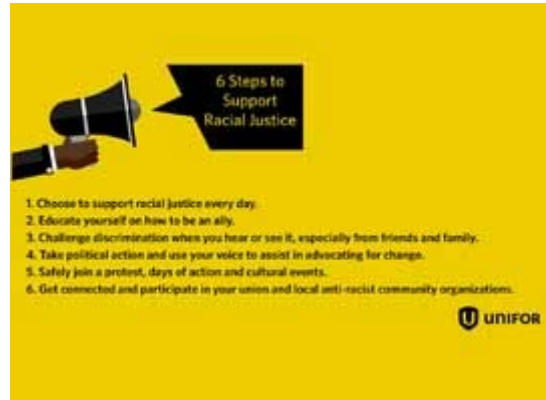 6 Steps to
Support
Racial Justice
1. Choose to support racial justice every day.
2. Educate yourself on how to be an ally.
3. Challenge discrimination when you hear or see it, especially from friends and family.
4. Take political action and use your voice to assist in advocating for change.
5. Safely join a protest, days of action and cultural events.
6. Get connected and participate in your union and local anti-racist community organizations.
UNIFOR